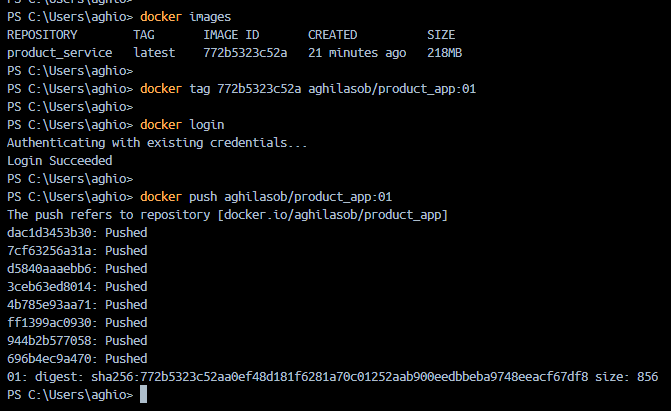 PS C:\Users\aghio> docker images
REPOSITORY TAG IMAGE ID CREATED SIZE
product_service latest 772b5323c52a 21 minutes ago 218MB
PS C:\Users\aghio>
PS C:\Users\aghio> docker tag 772b5323c52a aghilasob/product_app:01
PS C:\Users\aghio>
PS C:\Users\aghio> docker login
Authenticating with existing credentials...
Login Succeeded
PS C:\Users\aghio>
PS C:\Users\aghio> docker push aghilasob/product_app:01
The push refers to repository [docker.io/aghilasob/product_app]
dac1d3453b30: Pushed
7cf63256a31a: Pushed
d5840aaaebb6: Pushed
3ceb63ed8014: Pushed
4b785e93aa71: Pushed
ff1399ac0930: Pushed
944b2b577058: Pushed
696b4ec9a470: Pushed
01: digest: sha256:772b5323c52aa0ef48d181f6281a70c01252aab900eedbbeba9748eeacf67df8 size: 856
PS C:\Users\aghio>